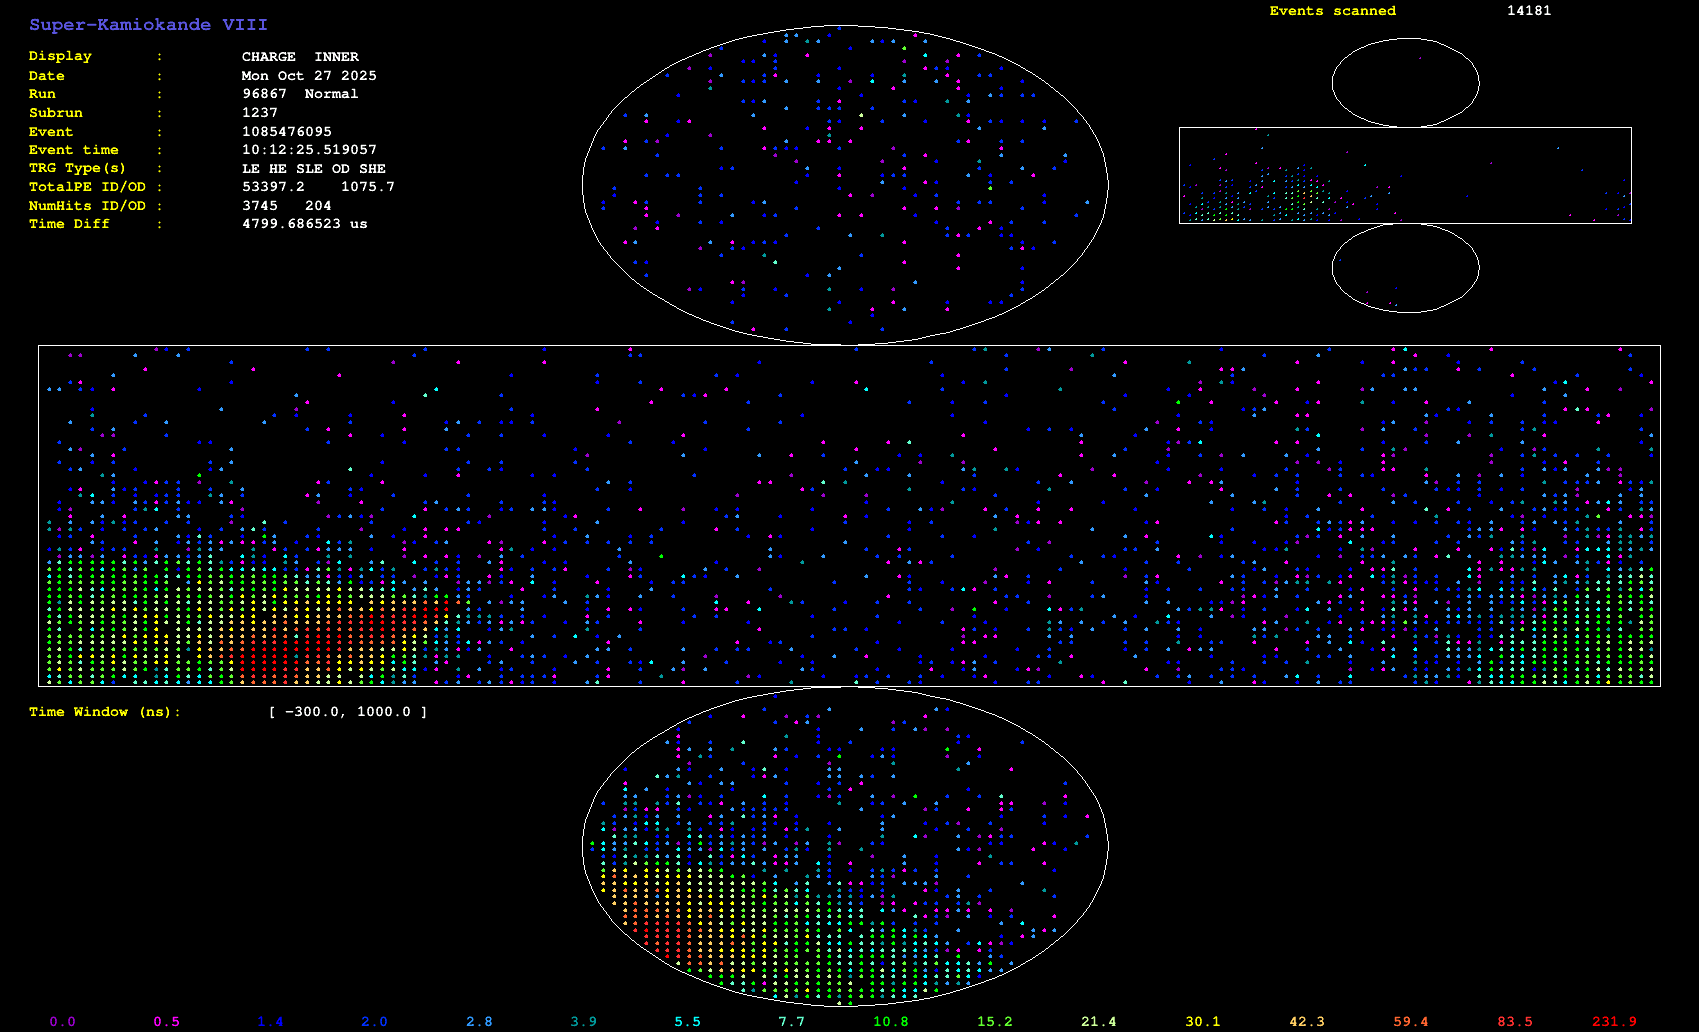 Super-Kamiokande VIII
Events scanned 14181
Display : CHARGE INNER
Date : Mon Oct 27 2025
Run : 96867 Normal
Subrun : 1237
Event : 1085476095
Event time : 10:12:25.519057
TRG Type(s) : LE HE SLE OD SHE
TotalPE ID/OD : 53397.2 1075.7
NumHits ID/OD : 3745 204
Time Diff : 4799.686523 us
Time Window (ns): [ -300.0, 1000.0 ]
0.0 0.5 1.4 2.0 2.8 3.9 5.5 7.7 10.8 15.2 21.4 30.1 42.3 59.4 83.5 231.9